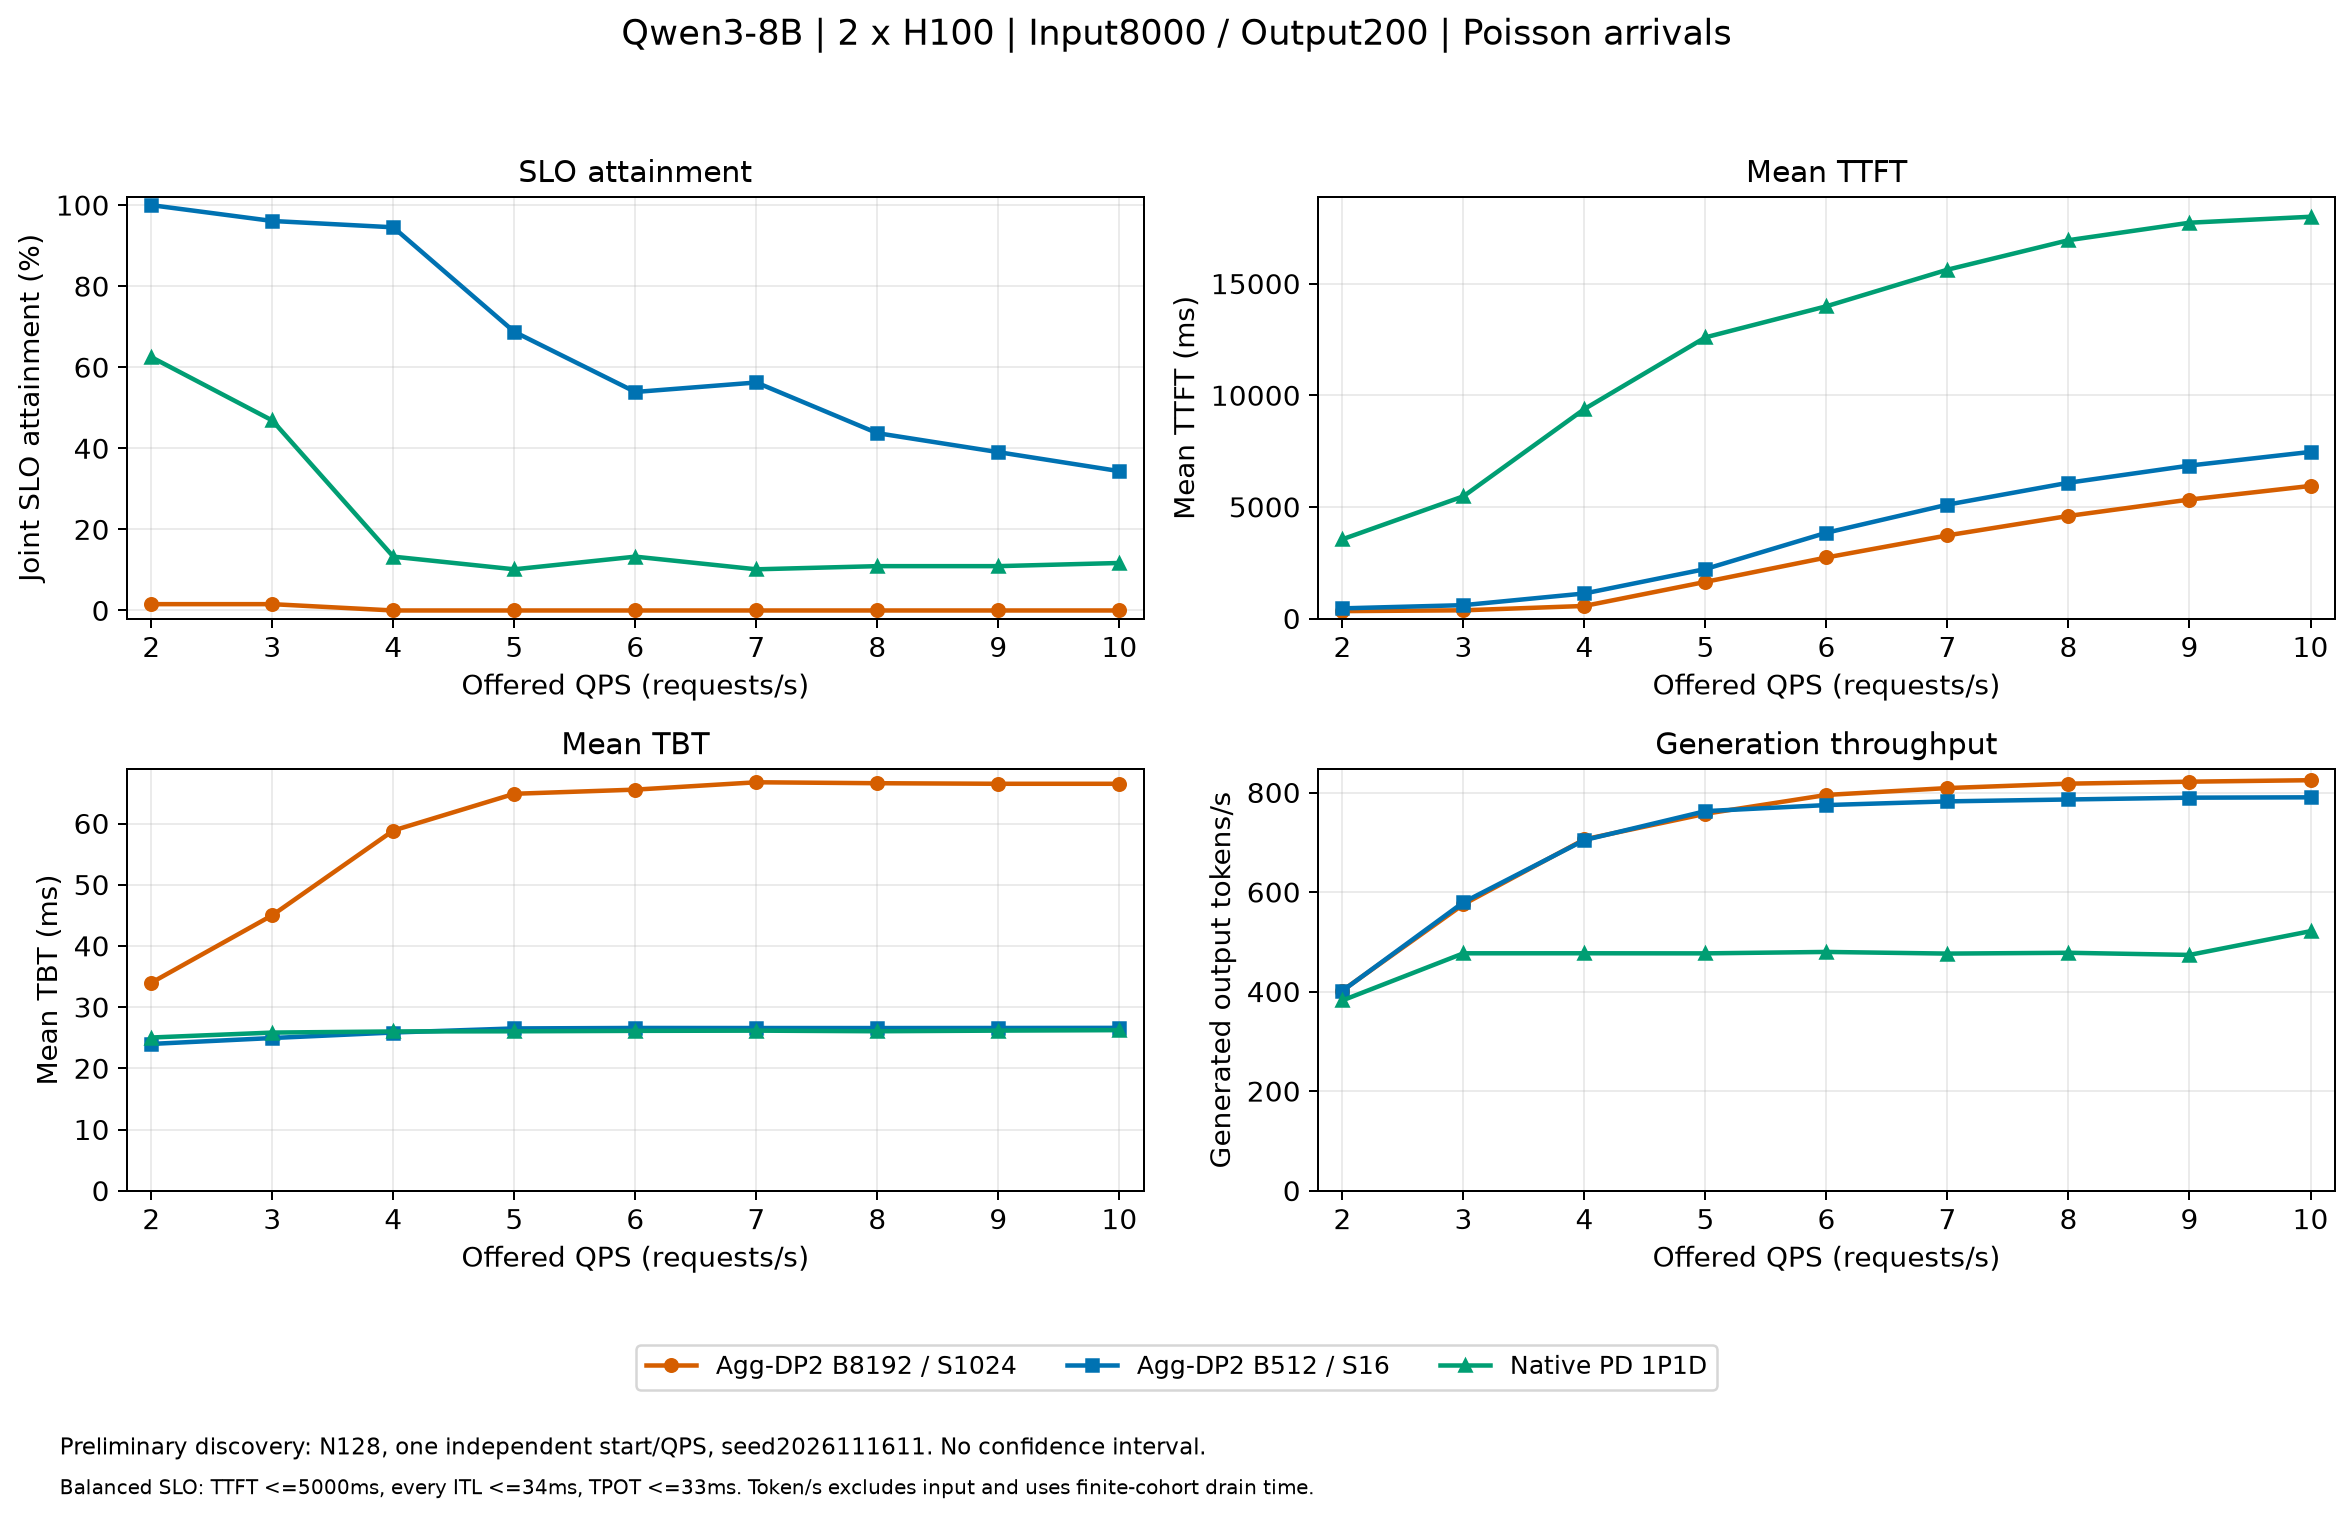 Qwen3-8B | 2 x H100 | Input8000 / Output200 | Poisson arrivals
SLO attainment
Joint SLO attainment (%)
100
80
60
40
20
0
2 3 4 5 6 7 8 9 10
Offered QPS (requests/s)
Mean TTFT
Mean TTFT (ms)
15000
10000
5000
0
2 3 4 5 6 7 8 9 10
Offered QPS (requests/s)
Mean TBT
Mean TBT (ms)
60
50
40
30
20
10
0
2 3 4 5 6 7 8 9 10
Offered QPS (requests/s)
Generation throughput
Generated output tokens/s
800
600
400
200
0
2 3 4 5 6 7 8 9 10
Offered QPS (requests/s)
Agg-DP2 B8192 / S1024
Agg-DP2 B512 / S16
Native PD 1P1D
Preliminary discovery: N128, one independent start/QPS, seed2026111611. No confidence interval.
Balanced SLO: TTFT <=5000ms, every ITL <=34ms, TPOT <=33ms. Token/s excludes input and uses finite-cohort drain time.